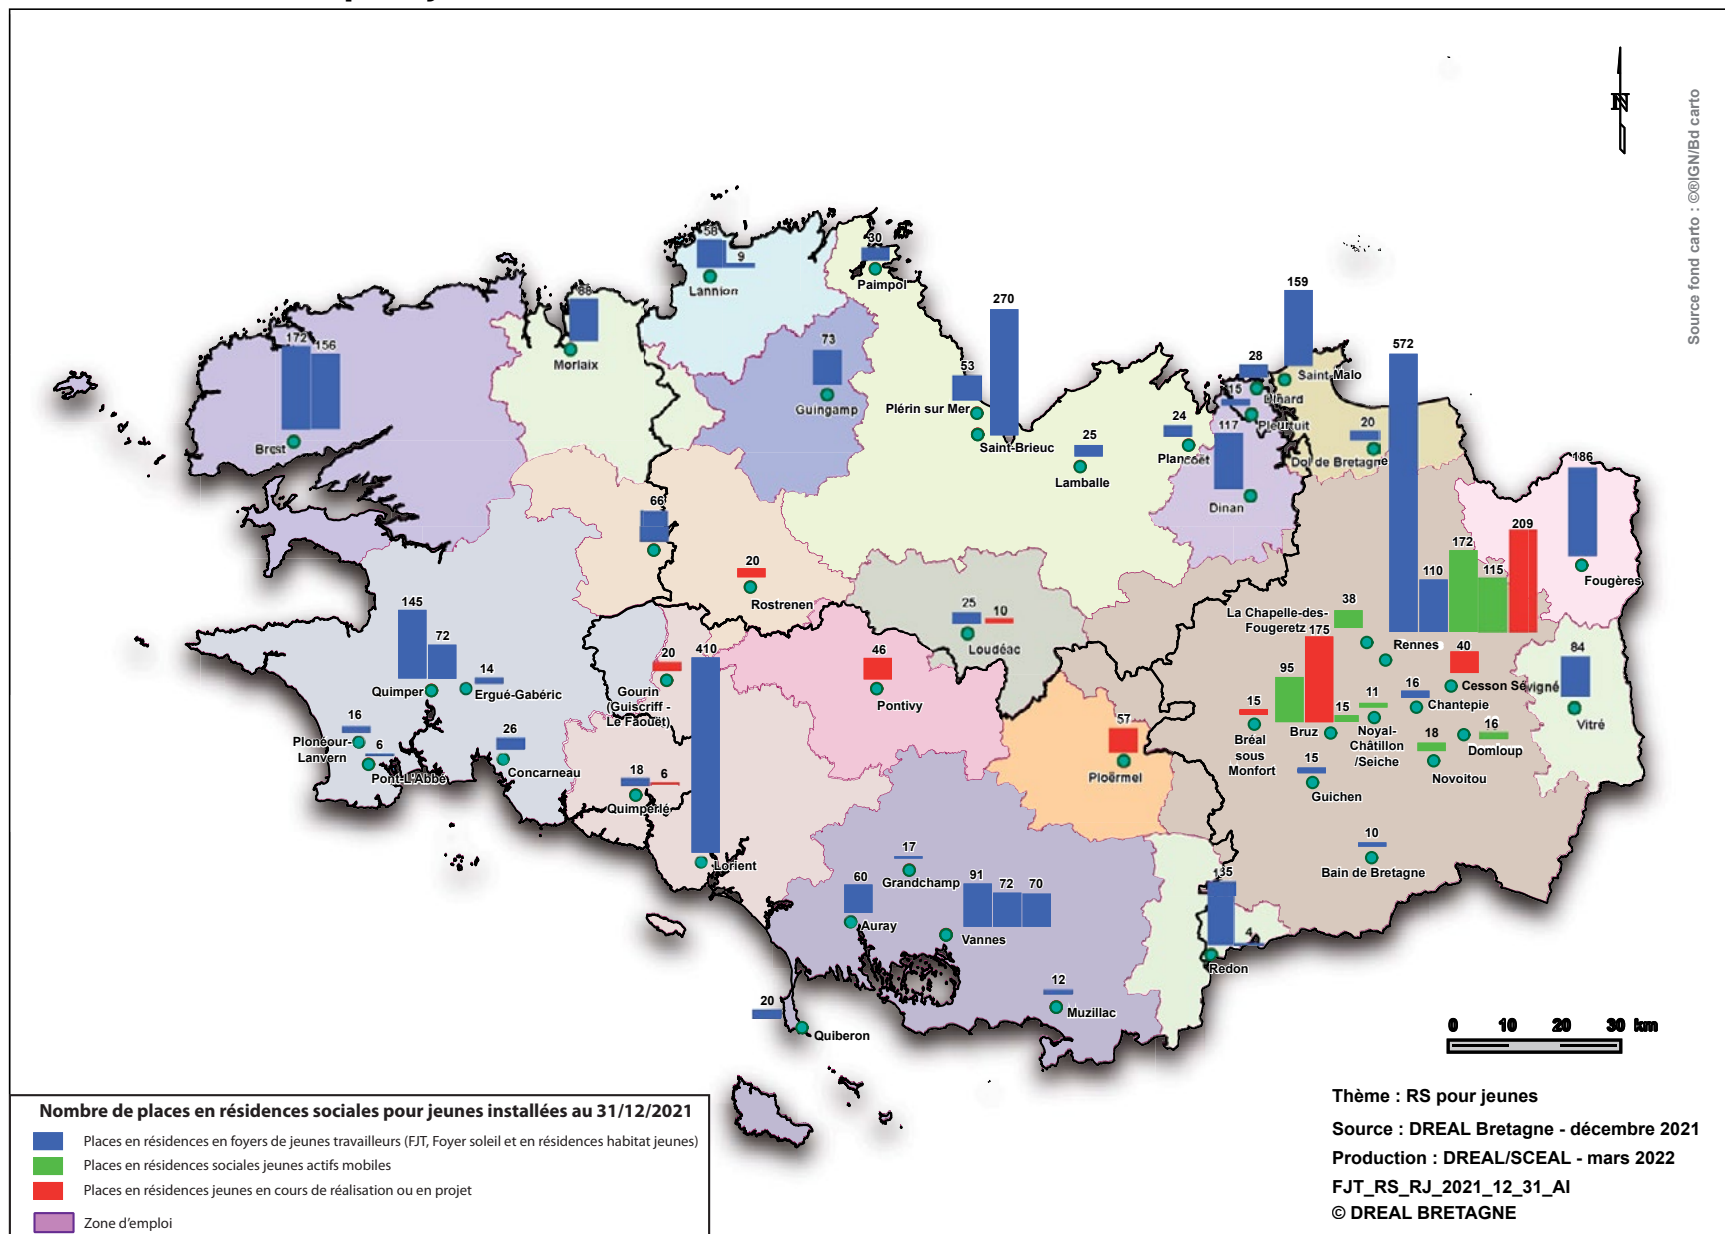 N
Source fond carto : ©®IGN/Bd carto
58
9
Lannion
30
Paimpol
88
Morlaix
172
156
Brest
73
Guingamp
270
53
Plérin sur Mer
Saint-Brieuc
25
Lamballe
24
Plancoët
159
28
Saint-Malo
Dinard
15
Pleurtuit
117
Dinan
20
Dol de Bretagne
572
110
172
115
209
Rennes
186
Fougères
66
20
Rostrenen
25
10
Loudéac
38
La Chapelle-des-
Fougeretz
175
95
15
Bruz
15
Bréal
sous
Monfort
11
Noyal-
Châtillon
/Seiche
16
Chantepie
40
Cesson Sévigné
84
Vitré
16
Domloup
18
Novoitou
15
Guichen
10
Bain de Bretagne
145
72
Quimper
14
Ergué-Gabéric
16
Plonéour-
Lanvern
6
Pont-L'Abbé
26
Concarneau
20
Gourin
(Guiscriff -
Le Faouët)
410
Lorient
18
6
Quimperlé
46
Pontivy
57
Ploërmel
17
Grandchamp
60
Auray
91
72
70
Vannes
12
Muzillac
20
Quiberon
135
4
Redon
0 10 20 30 km
Nombre de places en résidences sociales pour jeunes installées au 31/12/2021
Places en résidences en foyers de jeunes travailleurs (FJT, Foyer soleil et en résidences habitat jeunes)
Places en résidences sociales jeunes actifs mobiles
Places en résidences jeunes en cours de réalisation ou en projet
Zone d'emploi
Thème : RS pour jeunes
Source : DREAL Bretagne - décembre 2021
Production : DREAL/SCEAL - mars 2022
FJT_RS_RJ_2021_12_31_AI
© DREAL BRETAGNE